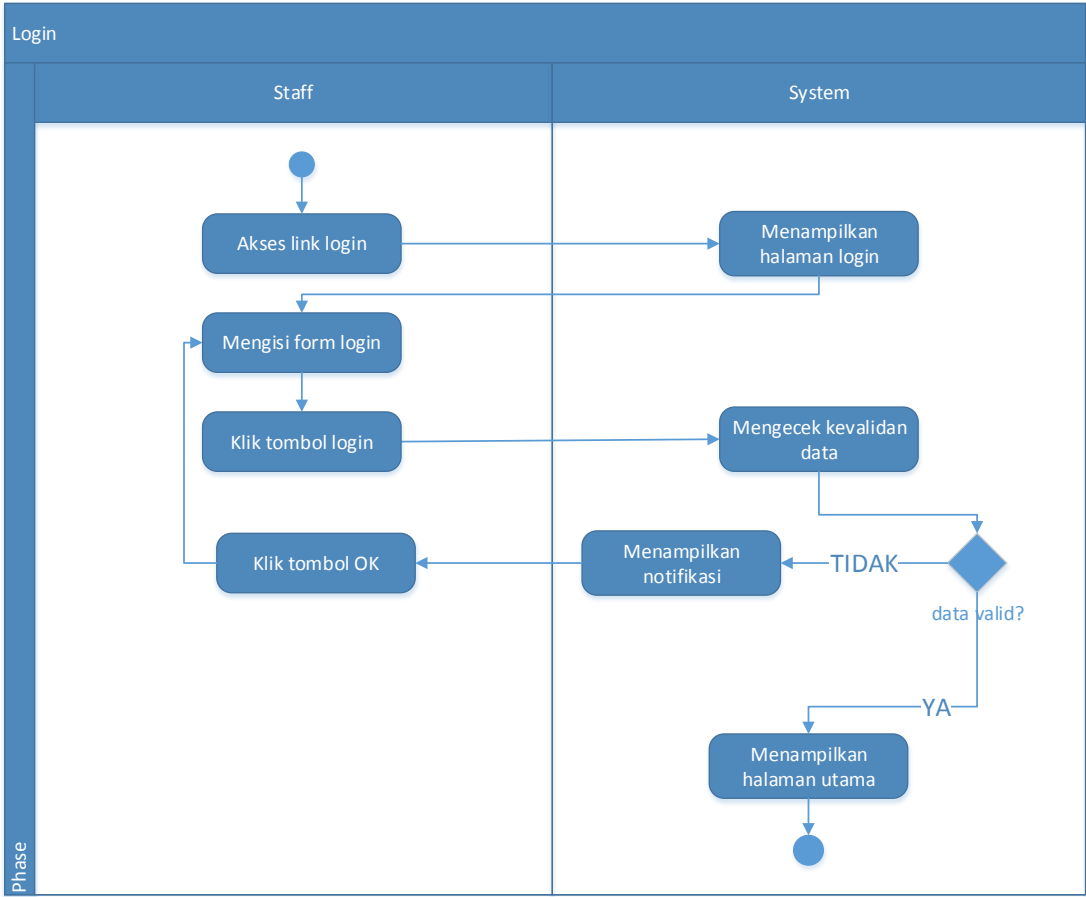 Login
Staff
System
Akses link login
Menampilkan
halaman login
Mengisi form login
Klik tombol login
Mengecek kevalidan
data
Klik tombol OK
Menampilkan
notifikasi
TIDAK
data valid?
YA
Menampilkan
halaman utama
Phase